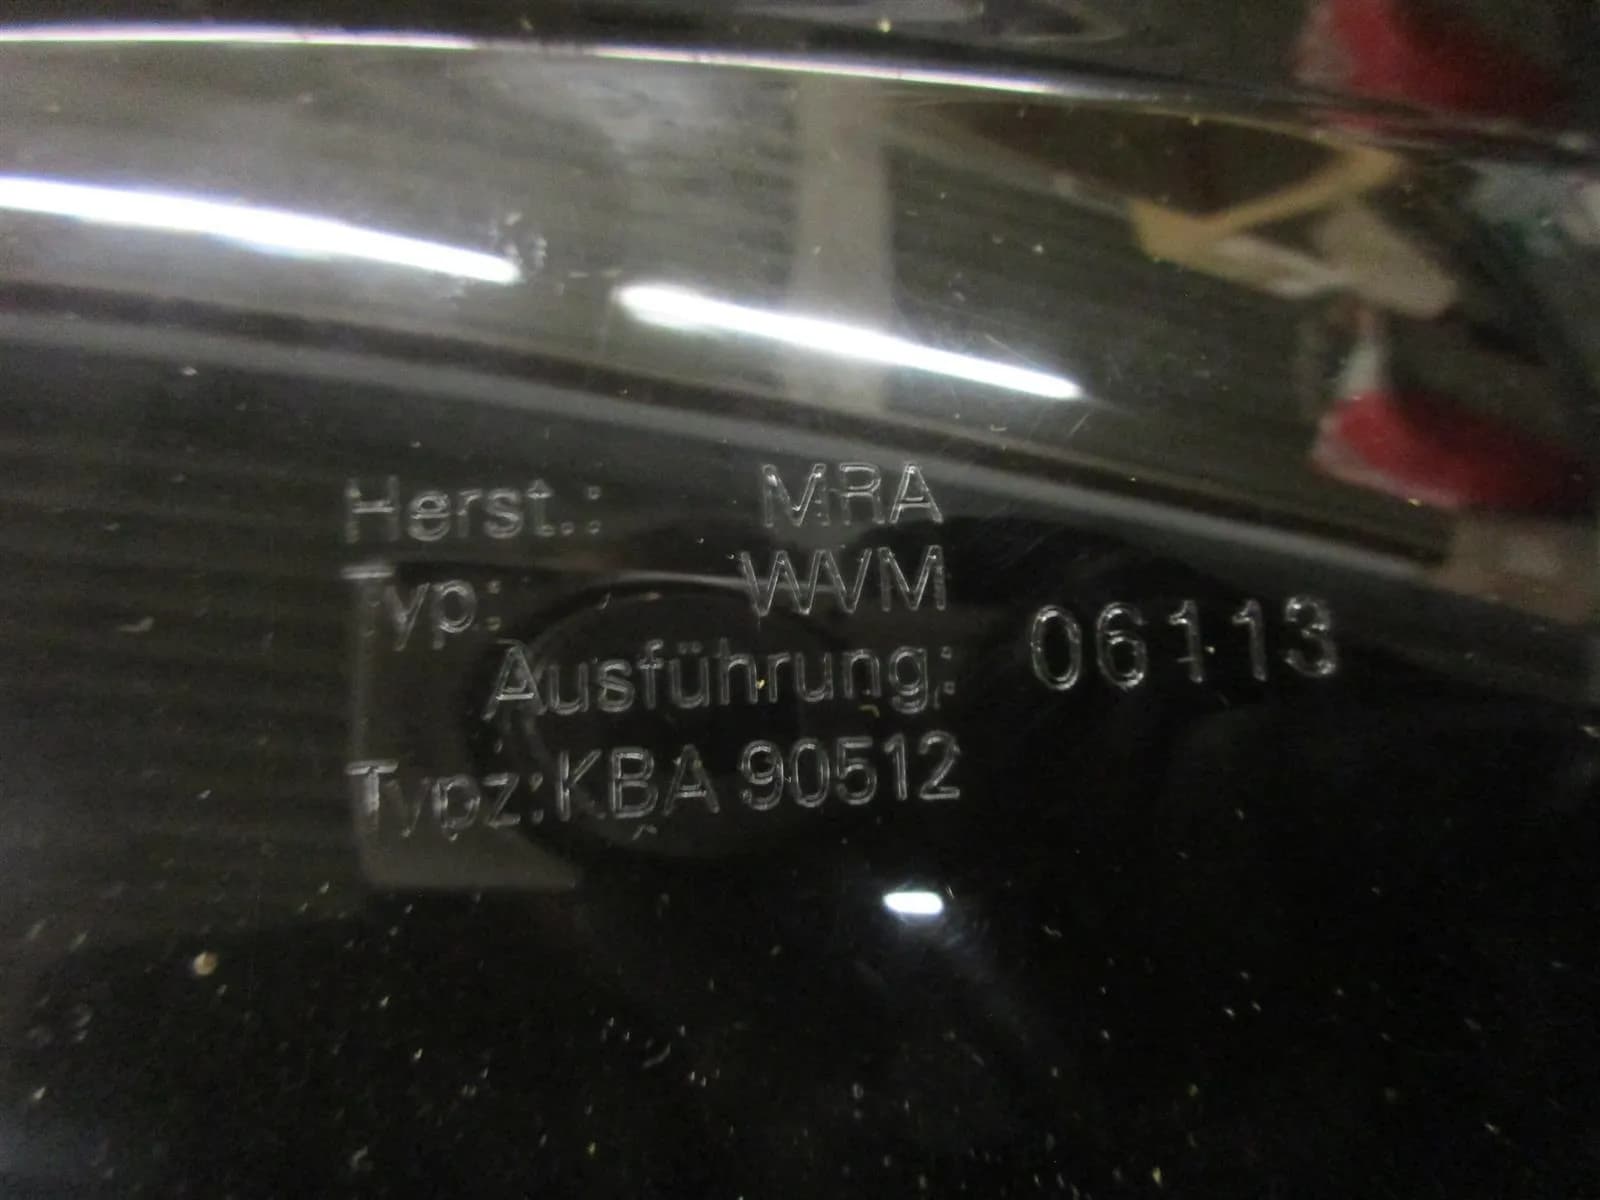 Herst.: MRA
Typ: WVM
Ausführung: 06113
Typz: KBA 90512